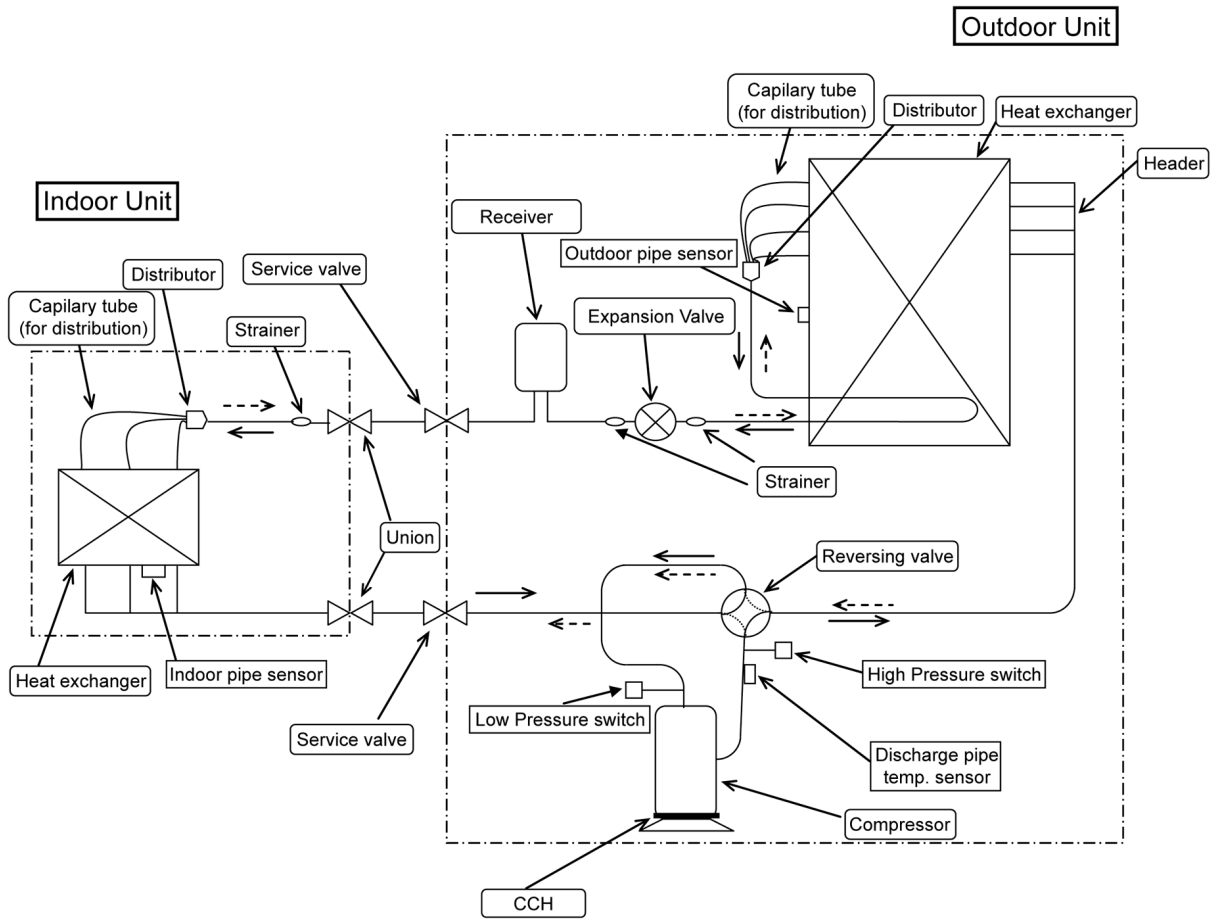 Outdoor Unit
Capilary tube
(for distribution)
Distributor
Heat exchanger
Header
Indoor Unit
Receiver
Outdoor pipe sensor
Service valve
Distributor
Capilary tube
(for distribution)
Strainer
Expansion Valve
Strainer
Union
Reversing valve
Heat exchanger
Indoor pipe sensor
High Pressure switch
Low Pressure switch
Service valve
Discharge pipe
temp. sensor
Compressor
CCH